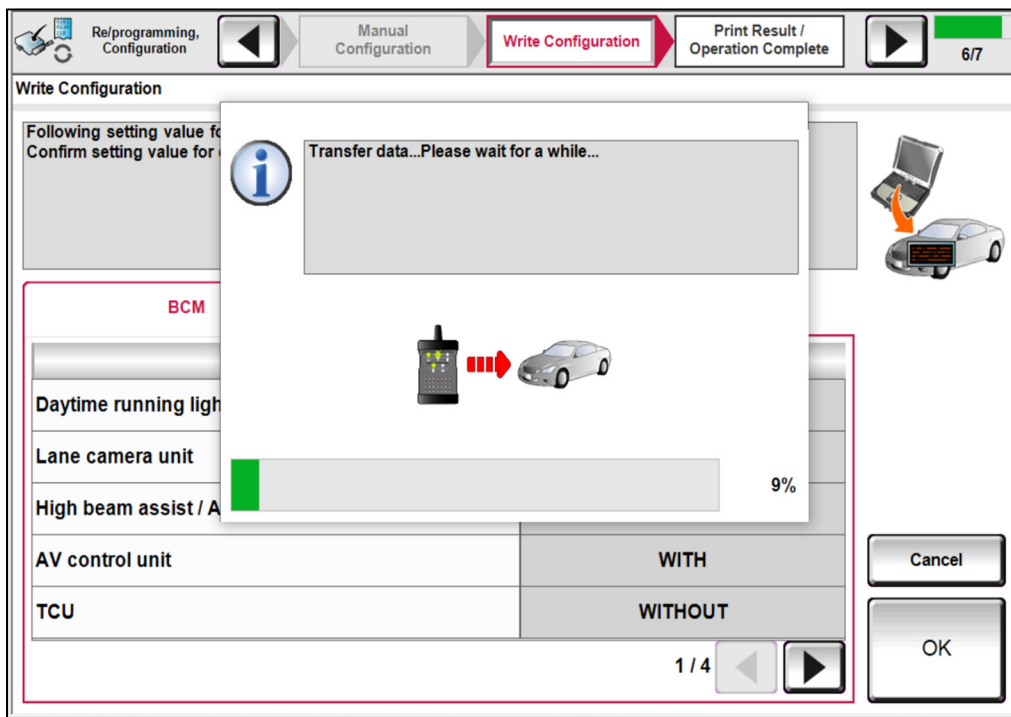 Re/programming,
Configuration
Manual
Configuration
Write Configuration
Print Result /
Operation Complete
6/7
Write Configuration
Following setting value fo
Confirm setting value for
Transfer data...Please wait for a while...
BCM
9%
Daytime running ligh
Lane camera unit
High beam assist / A
AV control unit
WITH
TCU
WITHOUT
1 / 4
Cancel
OK